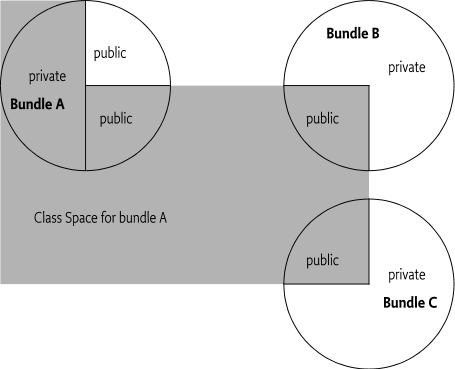 public
private
Bundle A
public
Bundle B
private
public
Class Space for bundle A
public
private
Bundle C